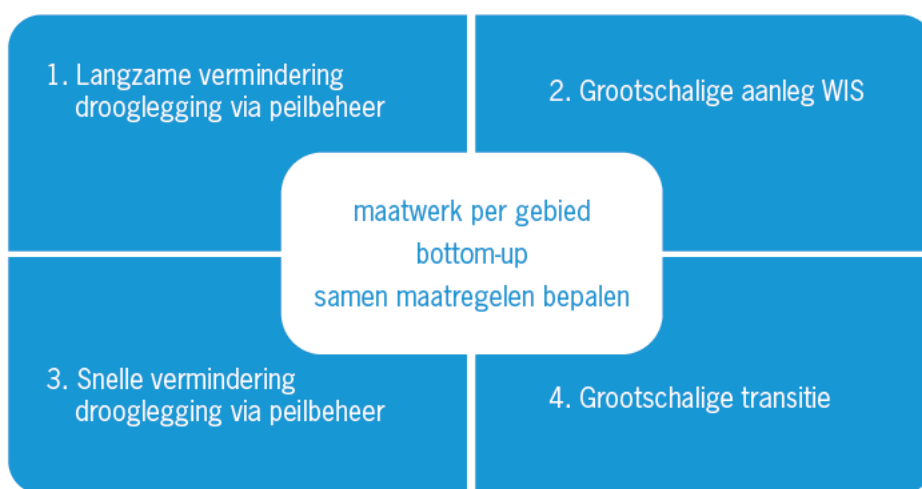 1. Langzame vermindering
drooglegging via peilbeheer
2. Grootschalige aanleg WIS
maatwerk per gebied
bottom-up
samen maatregelen bepalen
3. Snelle vermindering
drooglegging via peilbeheer
4. Grootschalige transitie